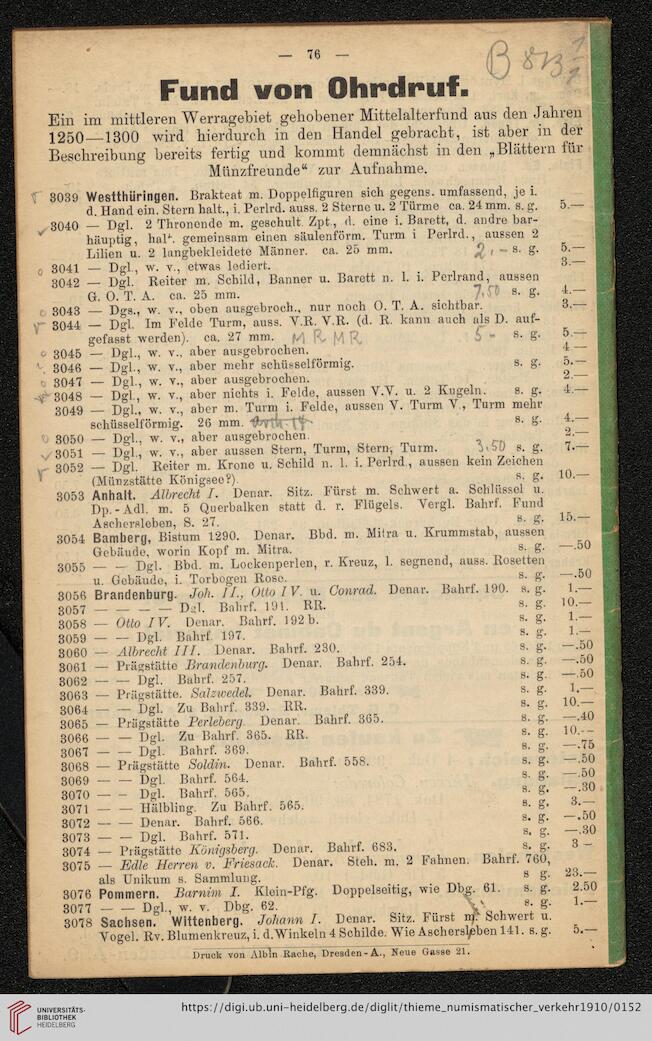 — 76 —
B 813 1/1
Fund von Ohrdruf.
Ein im mittleren Werragebiet gehobener Mittelalterfund aus den Jahren
1250—1300 wird hierdurch in den Handel gebracht, ist aber in der
Beschreibung bereits fertig und kommt demnächst in den „Blättern für
Münzfreunde“ zur Aufnahme.
3039 Westthüringen. Brakteat m. Doppelfiguren sich gegens. umfassend, je i.
d. Hand ein. Stern halt., i. Perlrd. auss. 2 Sterne u. 2 Türme ca. 24 mm. s. g. 5.—
3040 — Dgl. 2 Thronende m. geschult. Zpt., d. eine i. Barett, d. andre bar-
häuptig, halt. gemeinsam einen säulenförm. Turm i Perlrd., aussen 2
Lilien u. 2 langbekleidete Männer. ca. 25 mm. 2,- s. g. 5.—
3041 — Dgl., w. v., etwas lediert. 3.—
3042 — Dgl. Reiter m. Schild, Banner u. Barett n. l. i. Perlrand, aussen
G. O. T. A. ca. 25 mm. 7,50 s. g. 4.—
3043 — Dgs., w. v., oben ausgebroch., nur noch O. T. A. sichtbar. 3.—
3044 — Dgl. Im Felde Turm, auss. V.R. V.R. (d. R. kann auch als D. auf-
gefasst werden). ca. 27 mm. MR MR 5- s. g. 5.—
3045 — Dgl., w. v., aber ausgebrochen. 4.—
3046 — Dgl., w. v., aber mehr schüsselförmig. s. g. 5.—
3047 — Dgl., w. v., aber ausgebrochen. 2.—
3048 — Dgl., w. v., aber nichts i. Felde, aussen V.V. u. 2 Kugeln. s. g. 4.—
3049 — Dgl., w. v., aber m. Turm i. Felde, aussen V. Turm V., Turm mehr
schüsselförmig. 26 mm. s. g. 4.—
3050 — Dgl., w. v., aber ausgebrochen. 2.—
3051 — Dgl., w. v., aber aussen Stern, Turm, Stern, Turm. 3,50 s. g. 7.—
3052 — Dgl. Reiter m. Krone u. Schild n. l. i. Perlrd., aussen kein Zeichen
(Münzstätte Königsee?) s. g. 10.—
3053 Anhalt. Albrecht I. Denar. Sitz. Fürst m. Schwert a. Schlüssel u.
Dp.-Adl. m. 5 Querbalken statt d. r. Flügels. Vergl. Bahrf. Fund
Aschersleben, S. 27. s. g. 15.—
3054 Bamberg, Bistum 1290. Denar. Bbd. m. Mitra u. Krummstab, aussen
Gebäude, worin Kopf m. Mitra. s. g. —.50
3055 — — Dgl. Bbd. m. Lockenperlen, r. Kreuz, l. segnend, auss. Rosetten
u. Gebäude, i. Torbogen Rose. s. g. —.50
3056 Brandenburg. Joh. II., Otto IV. u. Conrad. Denar. Bahrf. 190. s. g. 1.—
3057 — — — — Dgl. Bahrf. 191. RR. s. g. 10.—
3058 — Otto IV. Denar. Bahrf. 192 b. s. g. 1.—
3059 — — Dgl. Bahrf. 197. s. g. 1.—
3060 — Albrecht III. Denar. Bahrf. 230. s. g. —.50
3061 — Prägstätte Brandenburg. Denar. Bahrf. 254. s. g. —.50
3062 — — Dgl. Bahrf. 257. s. g. —.50
3063 — Prägstätte. Salzwedel. Denar. Bahrf. 339. s. g. 1.—
3064 — — Dgl. Zu Bahrf. 339. RR. s. g. 10.—
3065 — Prägstätte Perleberg. Denar. Bahrf. 365. s. g. —.40
3066 — — Dgl. Zu Bahrf. 365. RR. s. g. 10.—
3067 — — Dgl. Bahrf. 369. s. g. —.75
3068 — Prägstätte Soldin. Denar. Bahrf. 558. s. g. —.50
3069 — — Dgl. Bahrf. 564. s. g. —.50
3070 — — Dgl. Bahrf. 565. s. g. —.30
3071 — — Hälbling. Zu Bahrf. 565. s. g. 3.—
3072 — — Denar. Bahrf. 566. s. g. —.50
3073 — — Dgl. Bahrf. 571. s. g. —.30
3074 — Prägstätte Königsberg. Denar. Bahrf. 683. s. g. 3 —
3075 — Edle Herren v. Friesack. Denar. Steh. m. 2 Fahnen. Bahrf. 760,
als Unikum s. Sammlung. s g. 23.—
3076 Pommern. Barnim I. Klein-Pfg. Doppelseitig, wie Dbg. 61. s. g. 2.50
3077 — — Dgl., w. v. Dbg. 62. s. g. 1.—
3078 Sachsen. Wittenberg. Johann I. Denar. Sitz. Fürst m. Schwert u.
Vogel. Rv. Blumenkreuz, i. d. Winkeln 4 Schilde. Wie Aschersleben 141. s. g. 5.—
Druck von Albin Rache, Dresden-A., Neue Gasse 21.
UNIVERSITÄTS-
BIBLIOTHEK
HEIDELBERG
https://digi.ub.uni-heidelberg.de/diglit/thieme_numismatischer_verkehr1910/0152